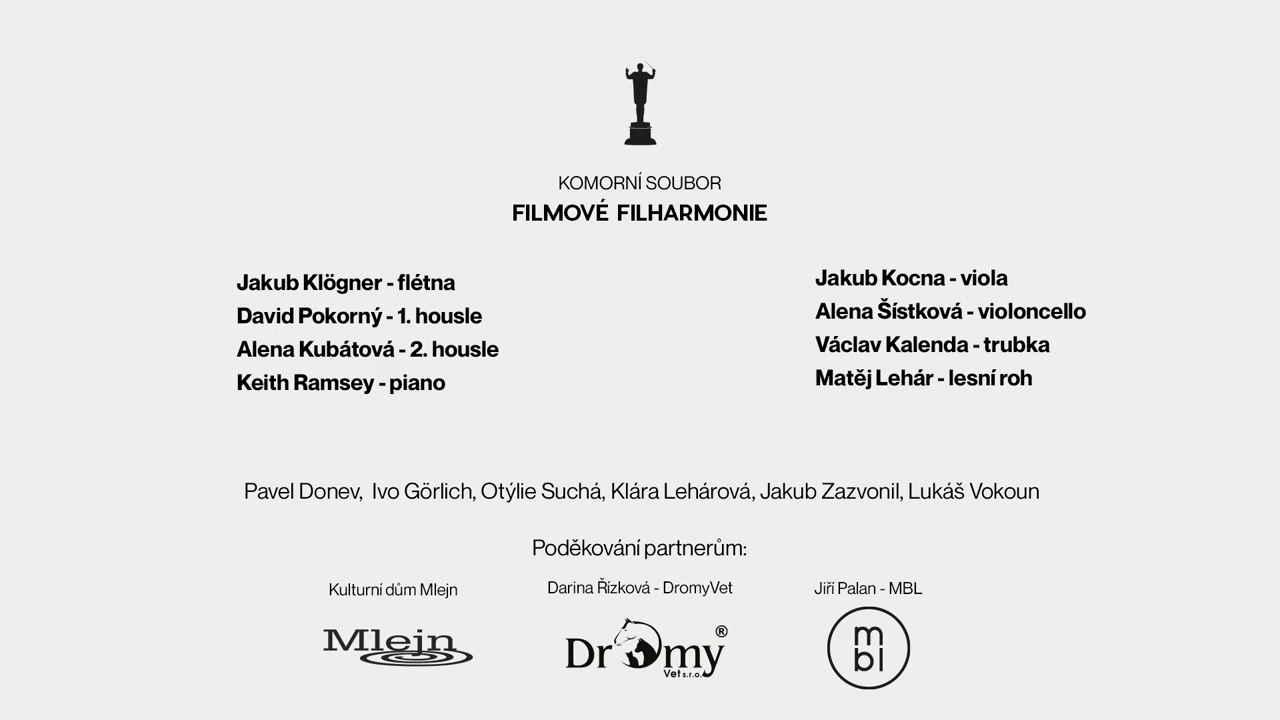 KOMORNÍ SOUBOR
FILMOVÉ FILHARMONIE
Jakub Klögner - flétna
David Pokorný - 1. housle
Alena Kubátová - 2. housle
Keith Ramsey - piano
Jakub Kocna - viola
Alena Šístková - violoncello
Václav Kalenda - trubka
Matěj Lehár - lesní roh
Pavel Donev, Ivo Görlich, Otýlie Suchá, Klára Lehárová, Jakub Zazvonil, Lukáš Vokoun
Poděkování partnerům:
Kulturní dům Mlejn
Darina Řízková - DromyVet
Jiří Palan - MBL
Mlejn
Dromy®
Vet s.r.o.
m
bl